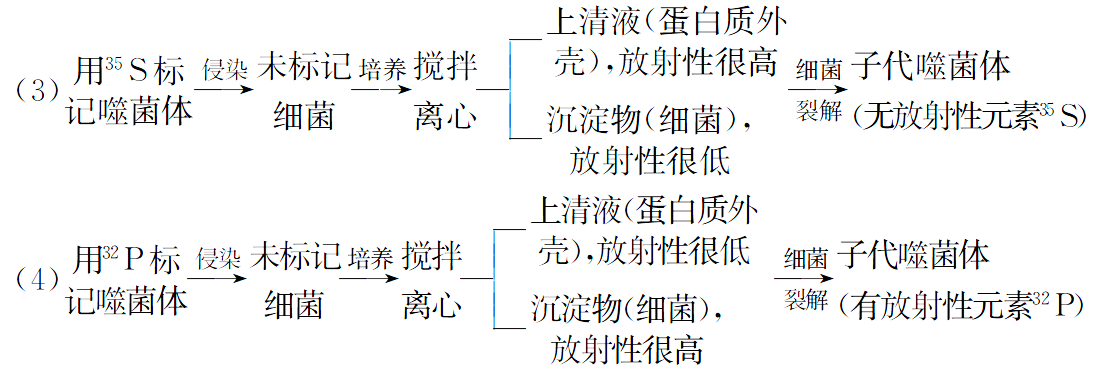 上清液(蛋白质外
壳),放射性很高
(3) 用³⁵S标 侵染 未标记 培养 搅拌 细菌 子代噬菌体
记噬菌体 细菌 离心 裂解 (无放射性元素³⁵S)
沉淀物(细菌),
放射性很低
上清液(蛋白质外
壳),放射性很低
(4) 用³²P标 侵染 未标记 培养 搅拌 细菌 子代噬菌体
记噬菌体 细菌 离心 裂解 (有放射性元素³²P)
沉淀物(细菌),
放射性很高